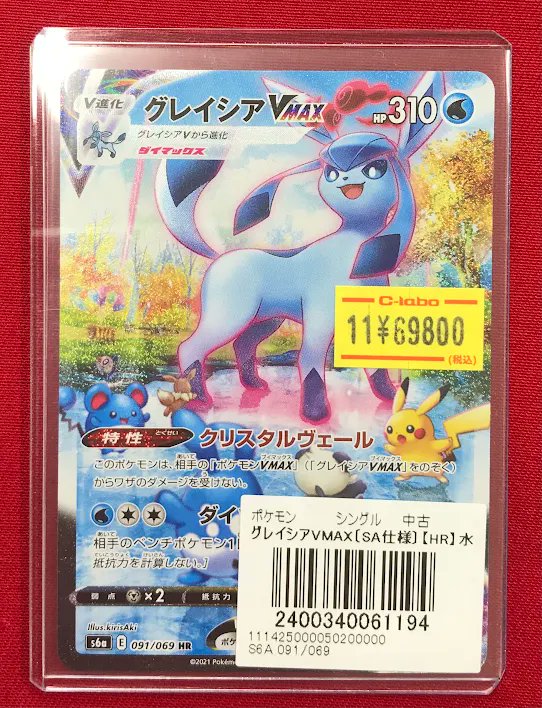 V進化
グレイシアVMAX
HP310
グレイシアVから進化
ダイマックス
C-labo
11¥69800
(税込)
特性
とくせい
クリスタルヴェール
このポケモンは、相手の「ポケモンVMAX」(「グレイシアVMAX」をのぞく)
からワザのダメージを受けない。
ダイ
相手のベンチポケモン1
抵抗力を計算しない。]
弱点 ×2 抵抗力
Illus.kirisAki
s6a E 091/069 HR
©2021 Pokém
ポケモン シングル 中古
グレイシアVMAX〔SA仕様〕【HR】水
2400340061194
111425000050200000
S6A 091/069